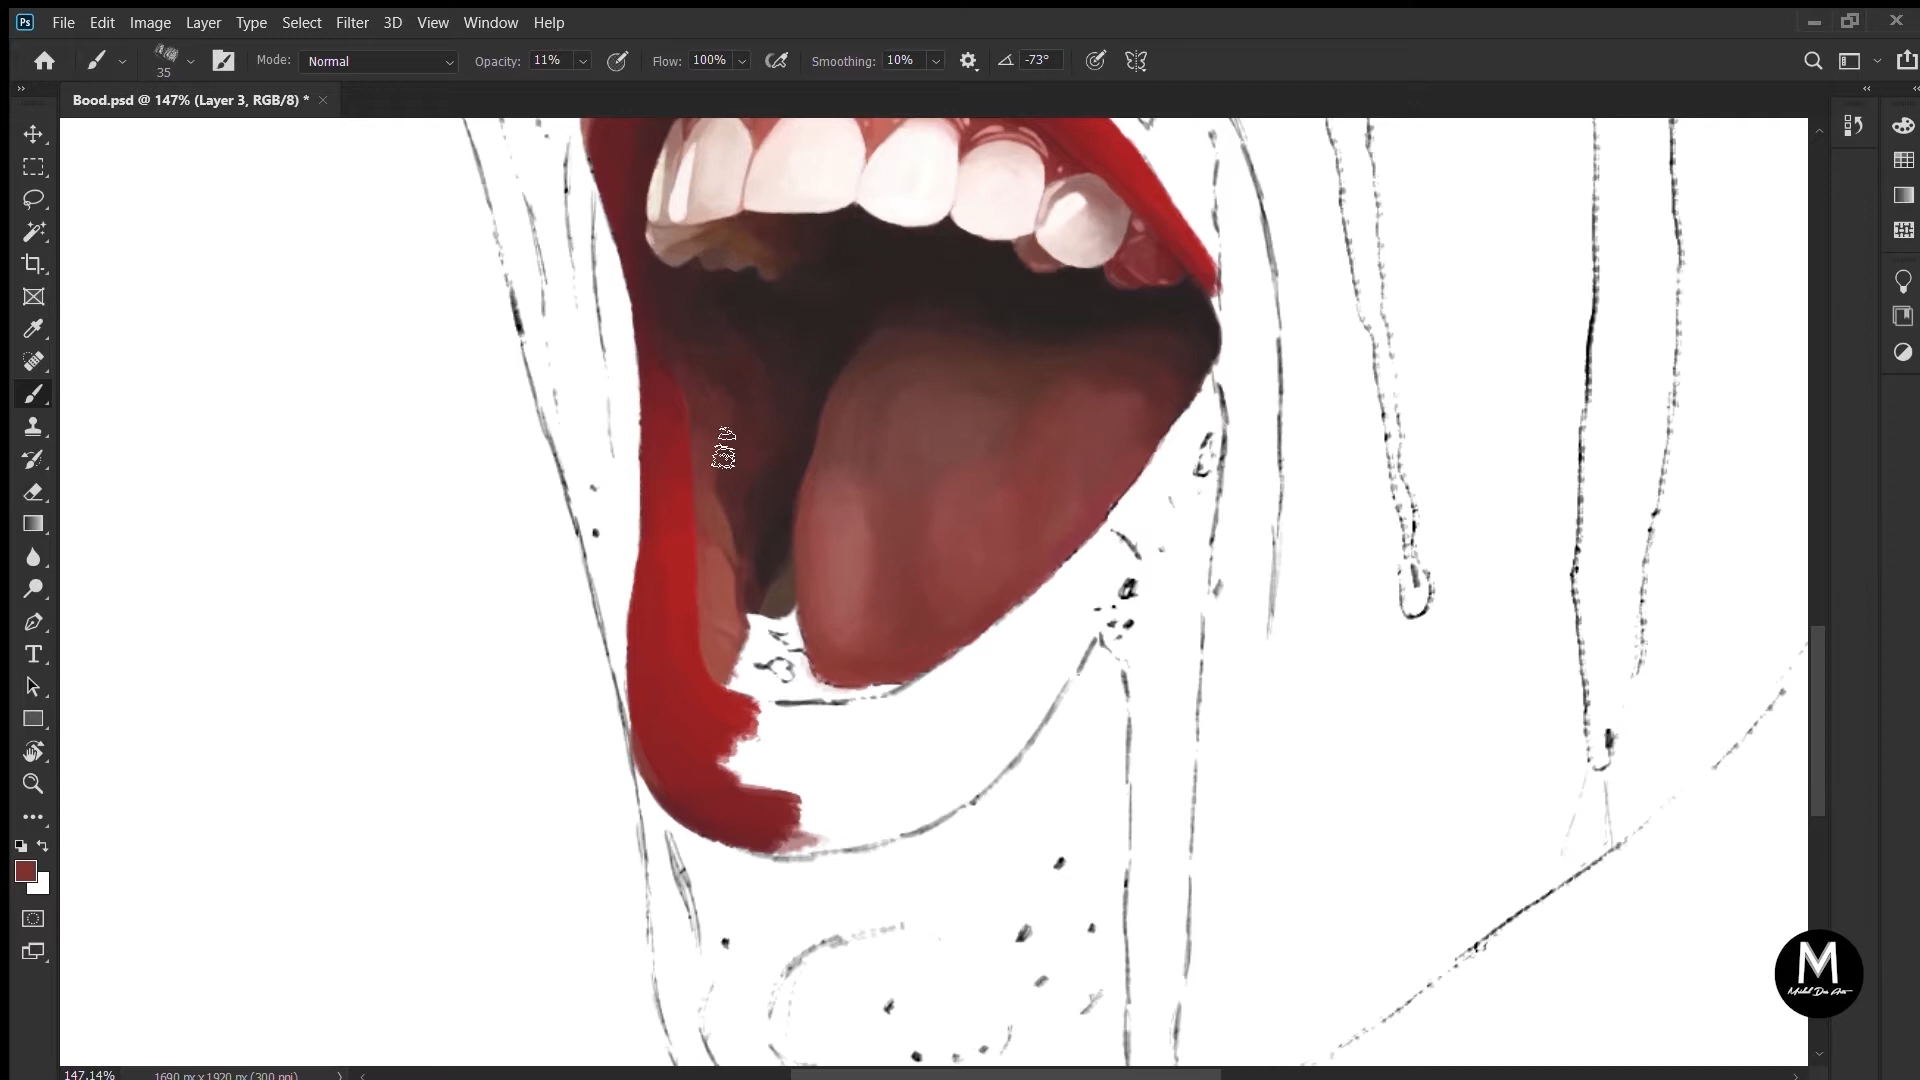 Ps File Edit Image Layer Type Select Filter 3D View Window Help
35 Mode: Normal Opacity: 11% Flow: 100% Smoothing: 10% -73°
Bood.psd @ 147% (Layer 3, RGB/8) *
M
147.14% 1690 px x 1920 px (300 ppi)